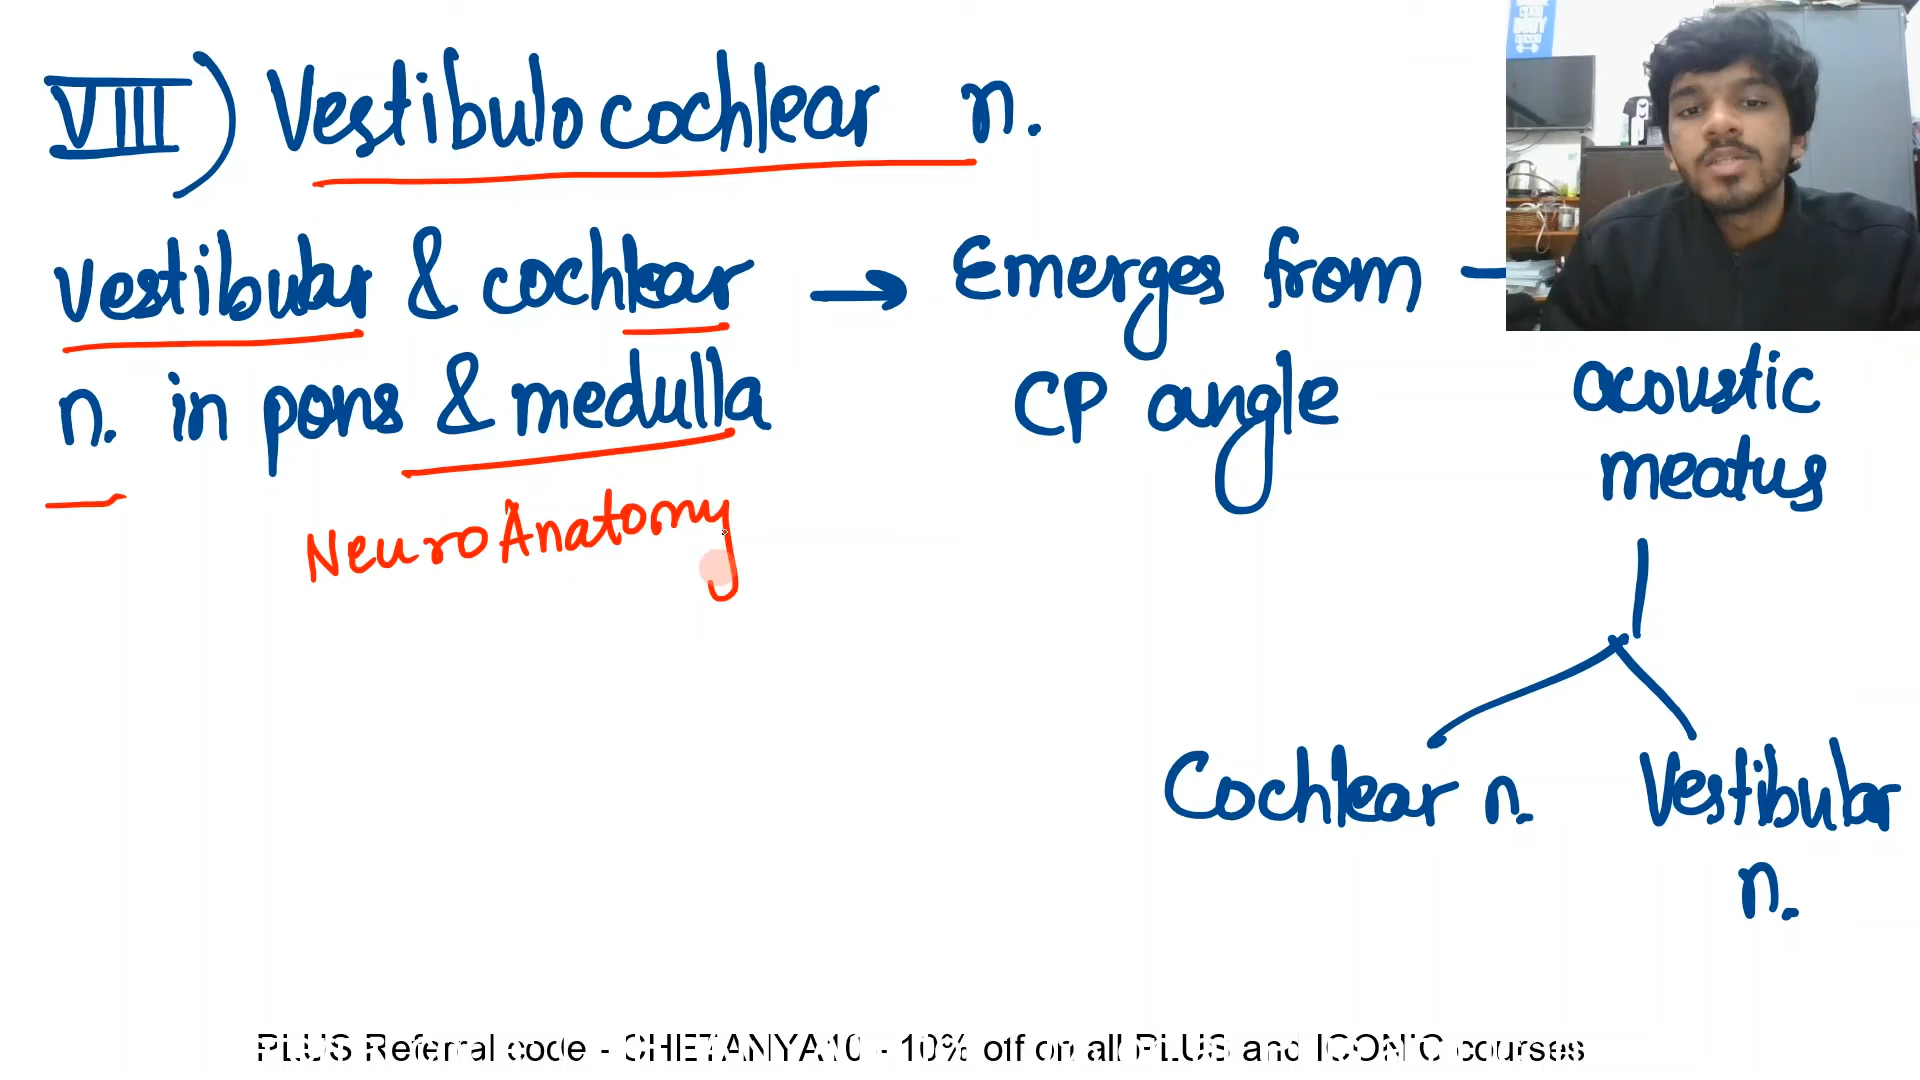 VIII) Vestibulocochlear n.
vestibular & cochlear → Emerges from
n. in pons & medulla
CP angle
acoustic
meatus
NeuroAnatomy
Cochlear n.
Vestibular
n.
PLUS Referral code - CHETANYA10 - 10% off on all PLUS and ICONIC courses